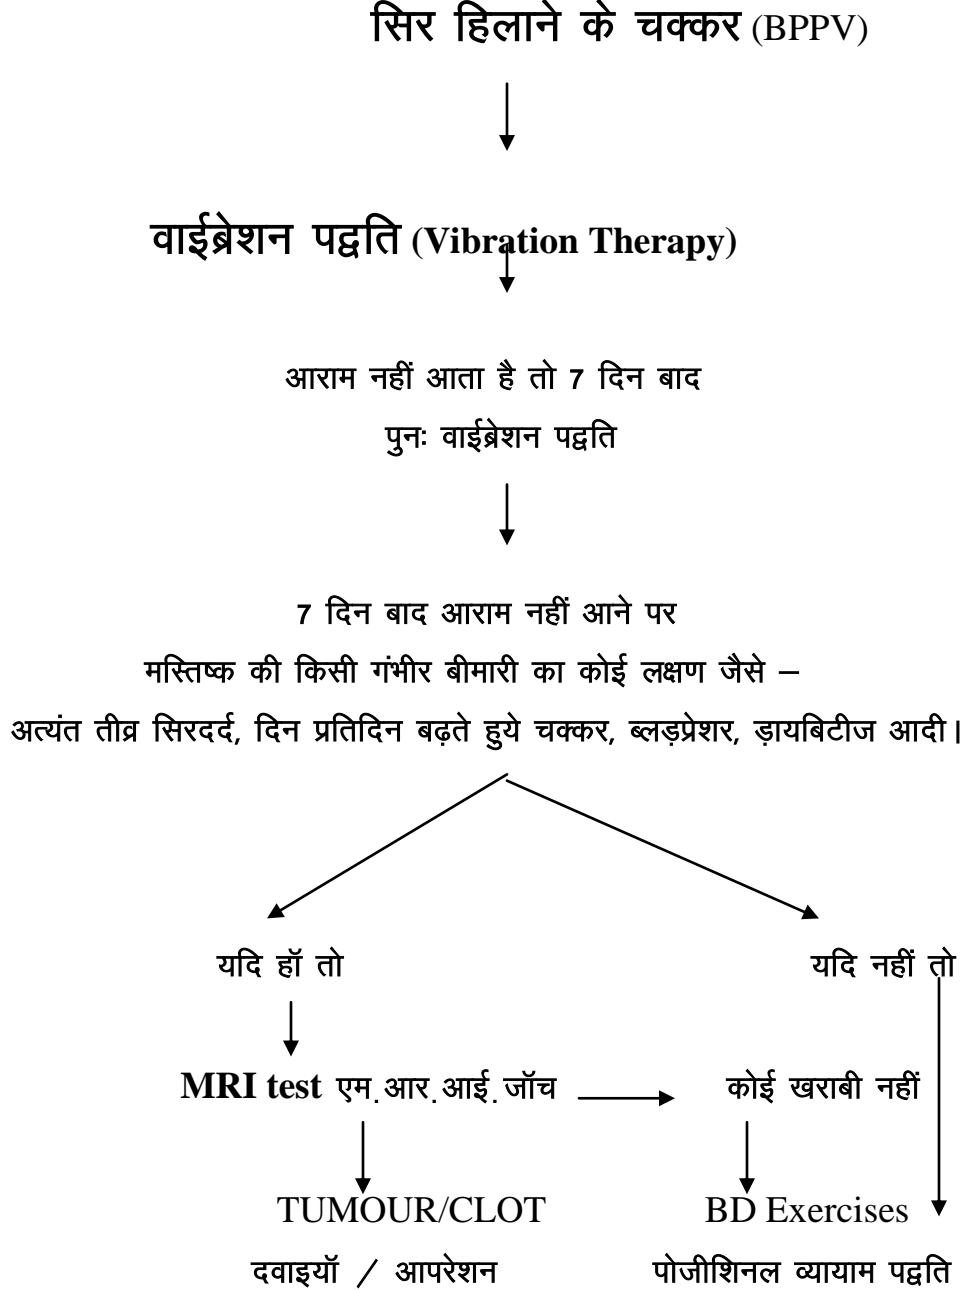 सिर हिलाने के चक्कर (BPPV)
वाईब्रेशन पद्वति (Vibration Therapy)
आराम नहीं आता है तो 7 दिन बाद
पुनः वाईब्रेशन पद्वति
7 दिन बाद आराम नहीं आने पर
मस्तिष्क की किसी गंभीर बीमारी का कोई लक्षण जैसे –
अत्यंत तीव्र सिरदर्द, दिन प्रतिदिन बढ़ते हुये चक्कर, ब्लड़प्रेशर, ड़ायबिटीज आदी।
यदि हॉ तो
यदि नहीं तो
MRI test एम.आर.आई.जॉच
कोई खराबी नहीं
TUMOUR/CLOT
BD Exercises
दवाइयॉ / आपरेशन
पोजीशिनल व्यायाम पद्वति